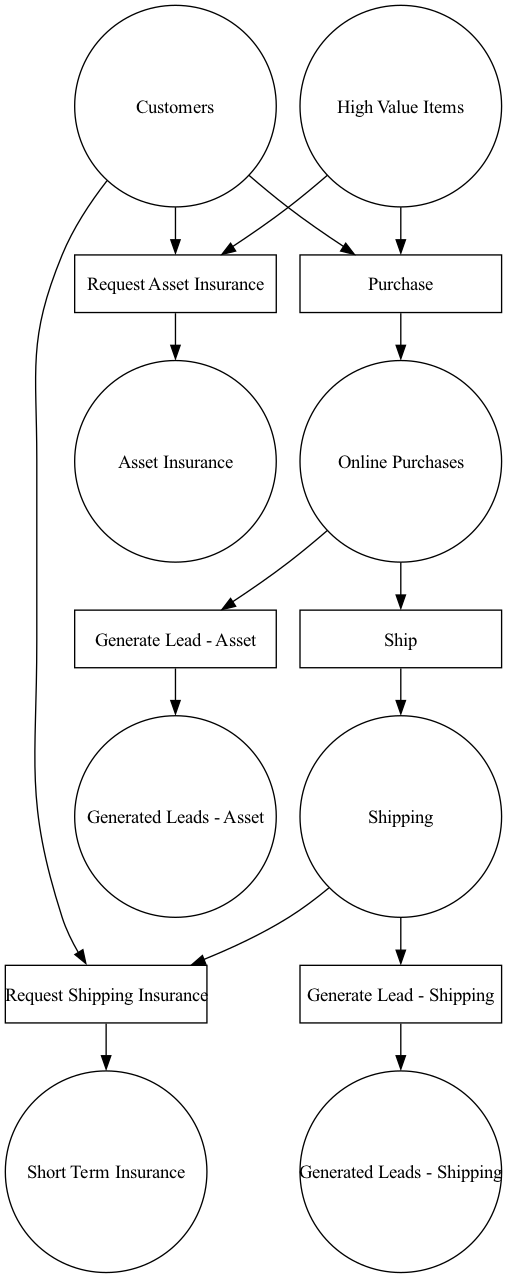 Customers
High Value Items
Request Asset Insurance
Purchase
Asset Insurance
Online Purchases
Generate Lead - Asset
Ship
Generated Leads - Asset
Shipping
Request Shipping Insurance
Generate Lead - Shipping
Short Term Insurance
Generated Leads - Shipping